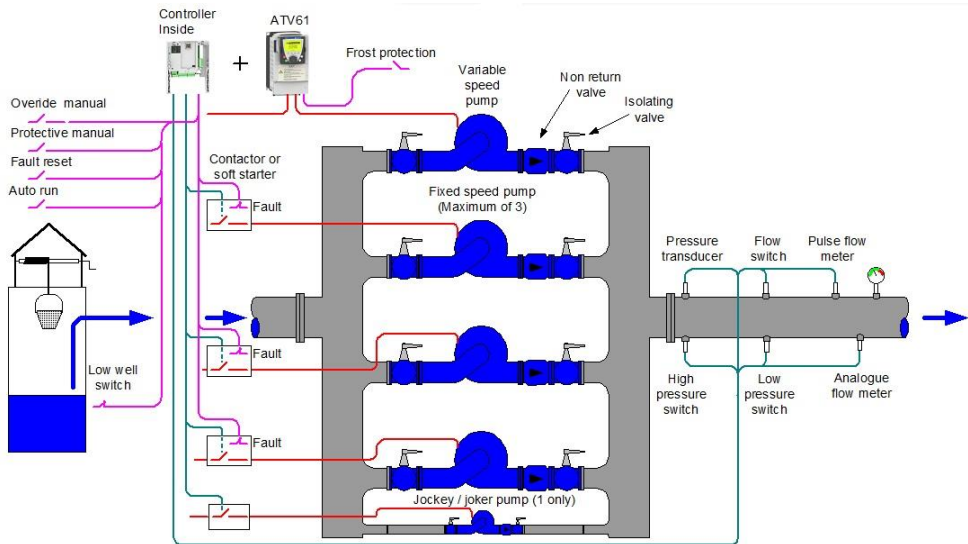 Controller
Inside
ATV61
+
Frost protection
Variable
speed
pump
Non return
valve
Isolating
valve
Overide manual
Protective manual
Fault reset
Auto run
Contactor or
soft starter
Fault
Fixed speed pump
(Maximum of 3)
Pressure
transducer
Flow
switch
Pulse flow
meter
Low well
switch
Fault
High
pressure
switch
Low
pressure
switch
Analogue
flow meter
Fault
Jockey / joker pump (1 only)